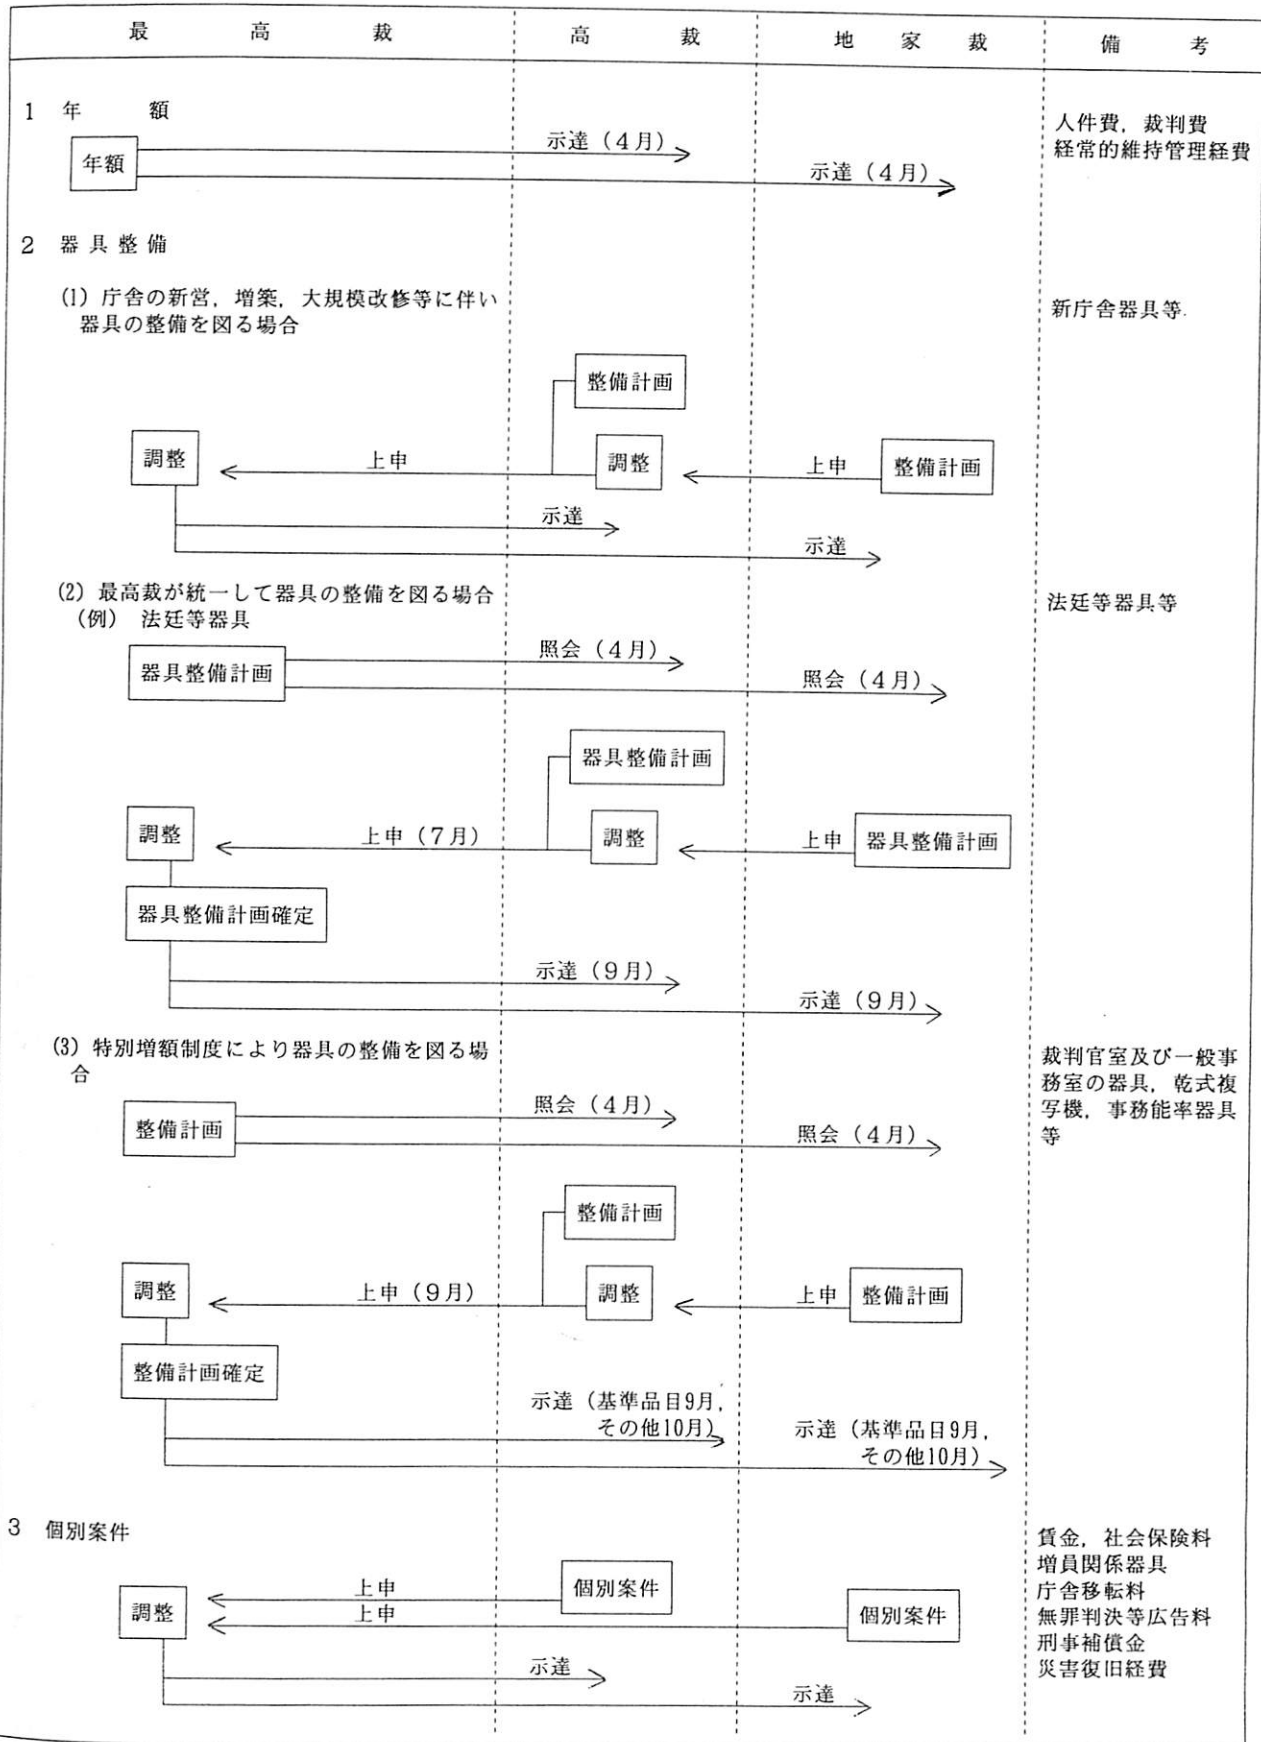 最高裁 高裁 地家裁 備考
1 年額
人件費，裁判費
経常的維持管理経費
年額
示達（4月）
示達（4月）
2 器具整備
(1) 庁舎の新営，増築，大規模改修等に伴い
器具の整備を図る場合
新庁舎器具等
整備計画
調整
上申
調整
上申
整備計画
示達
示達
(2) 最高裁が統一して器具の整備を図る場合
（例） 法廷等器具
法廷等器具等
器具整備計画
照会（4月）
照会（4月）
器具整備計画
調整
上申（7月）
調整
上申
器具整備計画
器具整備計画確定
示達（9月）
示達（9月）
(3) 特別増額制度により器具の整備を図る場
合
裁判官室及び一般事
務室の器具，乾式複
写機，事務能率器具
等
整備計画
照会（4月）
照会（4月）
整備計画
調整
上申（9月）
調整
上申
整備計画
整備計画確定
示達（基準品目9月，
その他10月）
示達（基準品目9月，
その他10月）
3 個別案件
賃金，社会保険料
増員関係器具
庁舎移転料
無罪判決等広告料
刑事補償金
災害復旧経費
調整
上申
上申
個別案件
個別案件
示達
示達